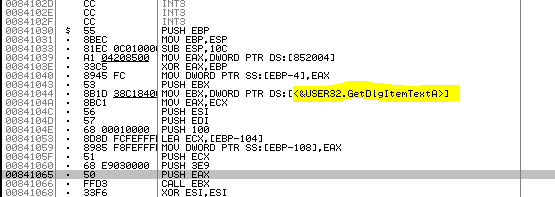 0084102D CC INT3
0084102E CC INT3
0084102F CC INT3
00841030 $ 55 PUSH EBP
00841031 . 8BEC MOV EBP,ESP
00841033 . 81EC 0C01000 SUB ESP,10C
00841039 . A1 04208500 MOV EAX,DWORD PTR DS:[852004]
0084103E . 33C5 XOR EAX,EBP
00841040 . 8945 FC MOV DWORD PTR SS:[EBP-4],EAX
00841043 . 53 PUSH EBX
00841044 . 8B1D 38C1840 MOV EBX,DWORD PTR DS:[<&USER32.GetDlgItemTextA>]
0084104A . 8BC1 MOV EAX,ECX
0084104C . 56 PUSH ESI
0084104D . 57 PUSH EDI
0084104E . 68 00010000 PUSH 100
00841053 . 8D8D FCFEFFF LEA ECX,[EBP-104]
00841059 . 8985 F8FEFFF MOV DWORD PTR SS:[EBP-108],EAX
0084105F . 51 PUSH ECX
00841060 . 68 E9030000 PUSH 3E9
00841065 . 50 PUSH EAX
00841066 . FFD3 CALL EBX
00841068 . 33F6 XOR ESI,ESI